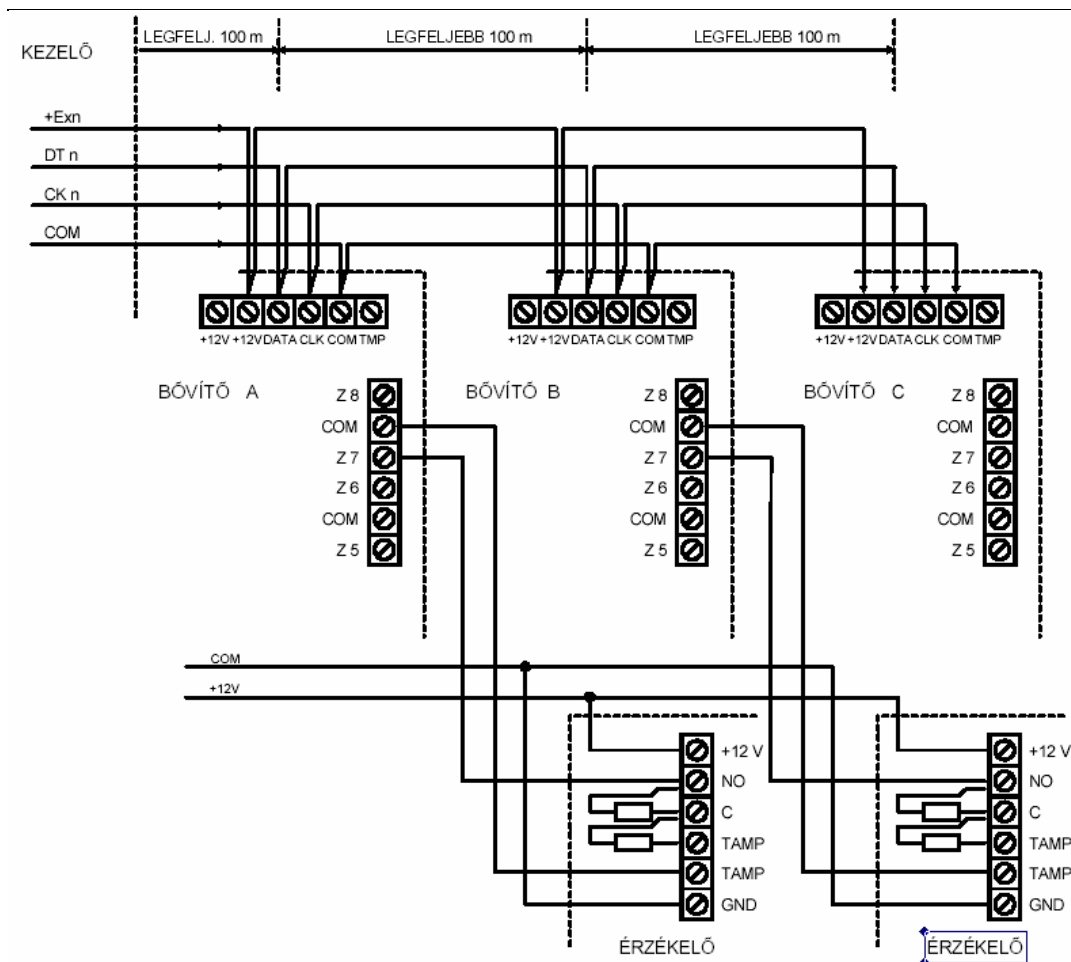 LEGFELJ. 100 m LEGFELJEBB 100 m LEGFELJEBB 100 m
KEZELŐ
+Exn
DT n
CK n
COM
+12V +12V DATA CLK COM TMP
+12V +12V DATA CLK COM TMP
+12V +12V DATA CLK COM TMP
BŐVÍTŐ A
Z 8
COM
Z 7
Z 6
COM
Z 5
BŐVÍTŐ B
Z 8
COM
Z 7
Z 6
COM
Z 5
BŐVÍTŐ C
Z 8
COM
Z 7
Z 6
COM
Z 5
COM
+12V
+12 V
NO
C
TAMP
TAMP
GND
ÉRZÉKELŐ
+12 V
NO
C
TAMP
TAMP
GND
ÉRZÉKELŐ